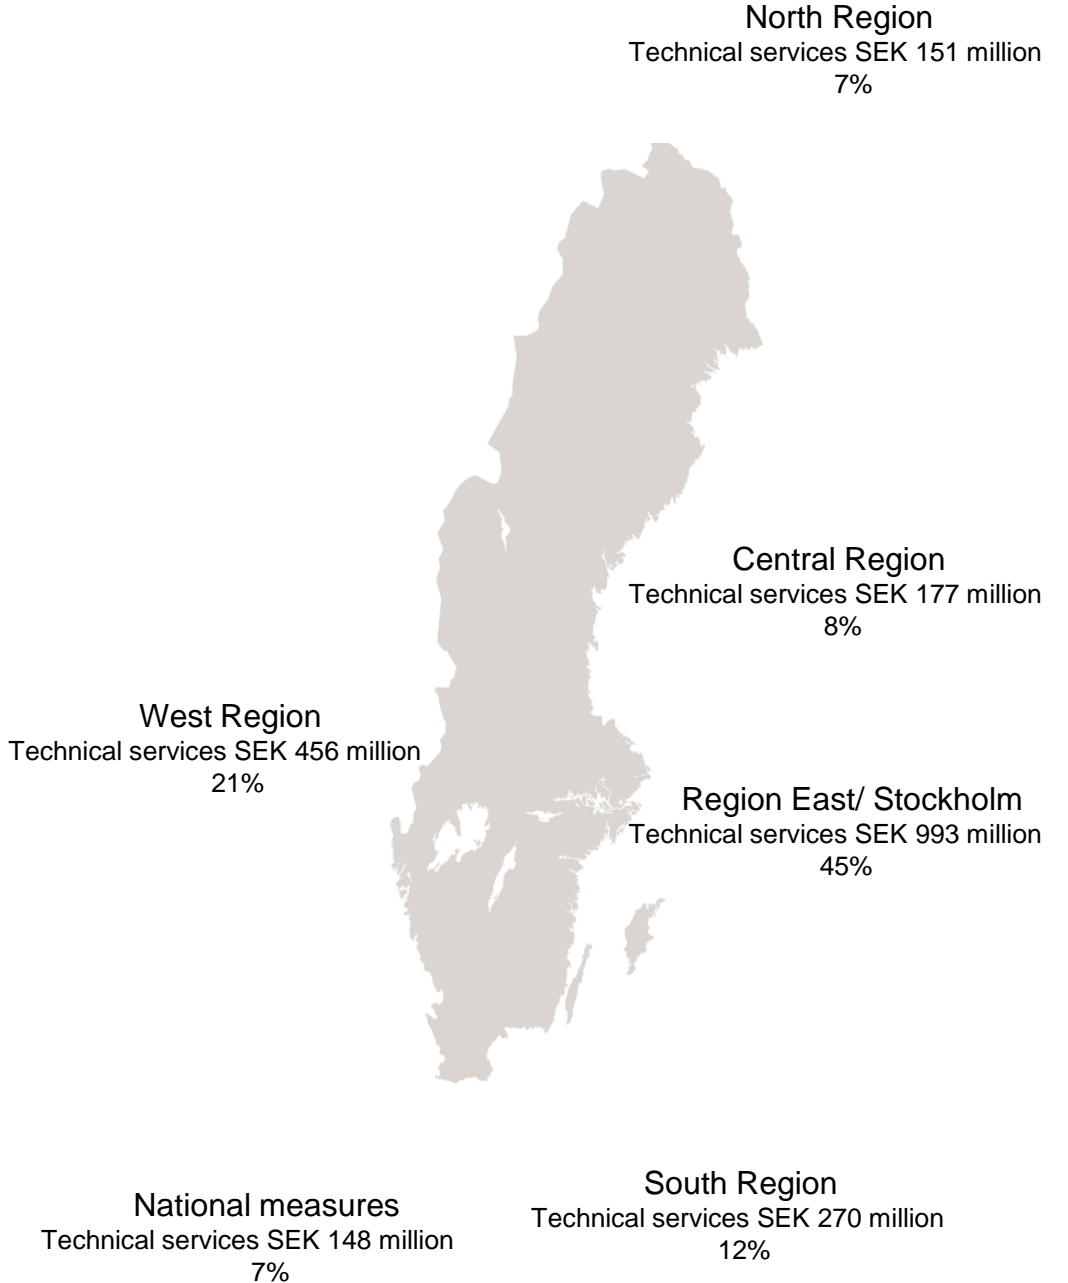 North Region
Technical services SEK 151 million
7%
Central Region
Technical services SEK 177 million
8%
West Region
Technical services SEK 456 million
21%
Region East/ Stockholm
Technical services SEK 993 million
45%
South Region
Technical services SEK 270 million
12%
National measures
Technical services SEK 148 million
7%